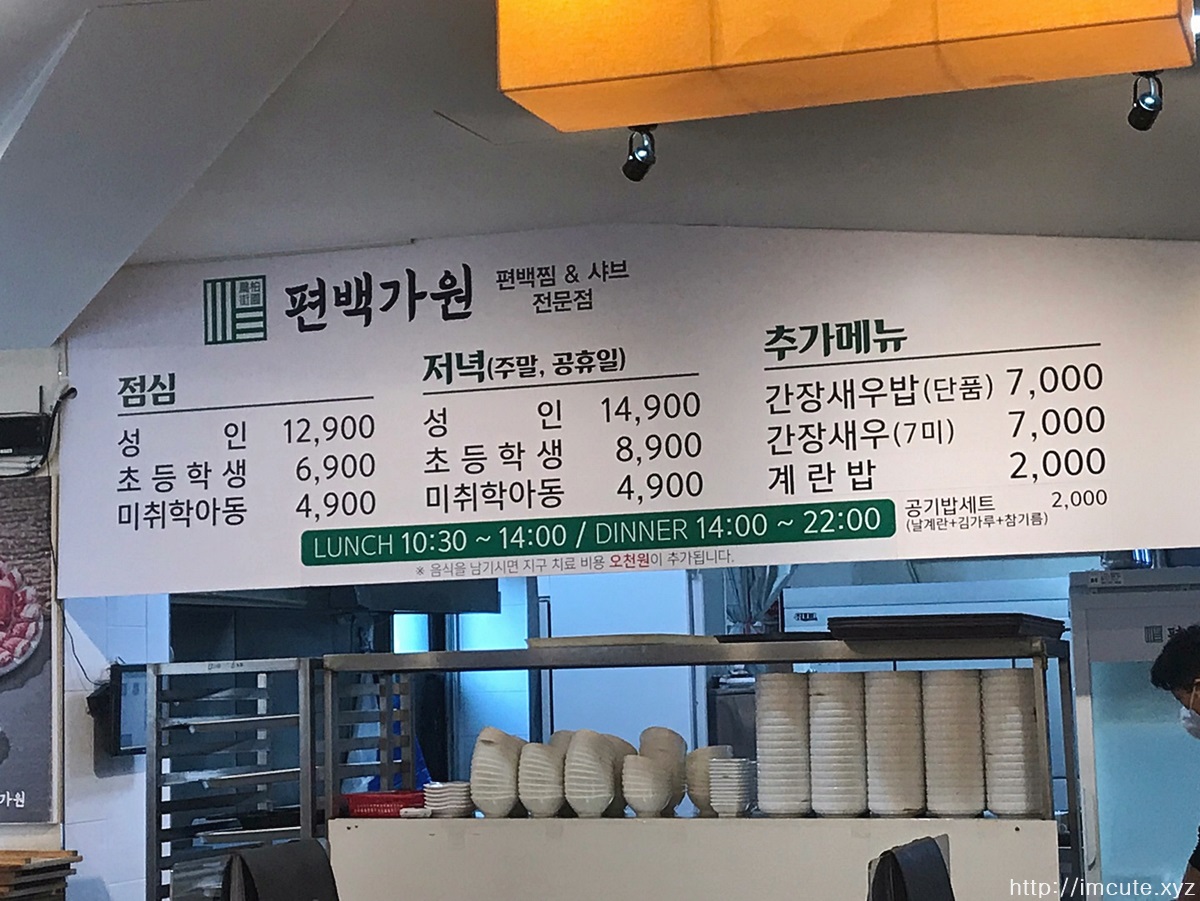 편백가원
편백찜 & 샤브
전문점
점심
성 인 12,900
초등학생 6,900
미취학아동 4,900
저녁(주말, 공휴일)
성 인 14,900
초등학생 8,900
미취학아동 4,900
추가메뉴
간장새우밥(단품) 7,000
간장새우(7미) 7,000
계란밥 2,000
공기밥세트 2,000
(날계란+김가루+참기름)
LUNCH 10:30 ~ 14:00 / DINNER 14:00 ~ 22:00
※ 음식을 남기시면 지구 치료 비용 오천원이 추가됩니다.
가원
http://imcute.xyz